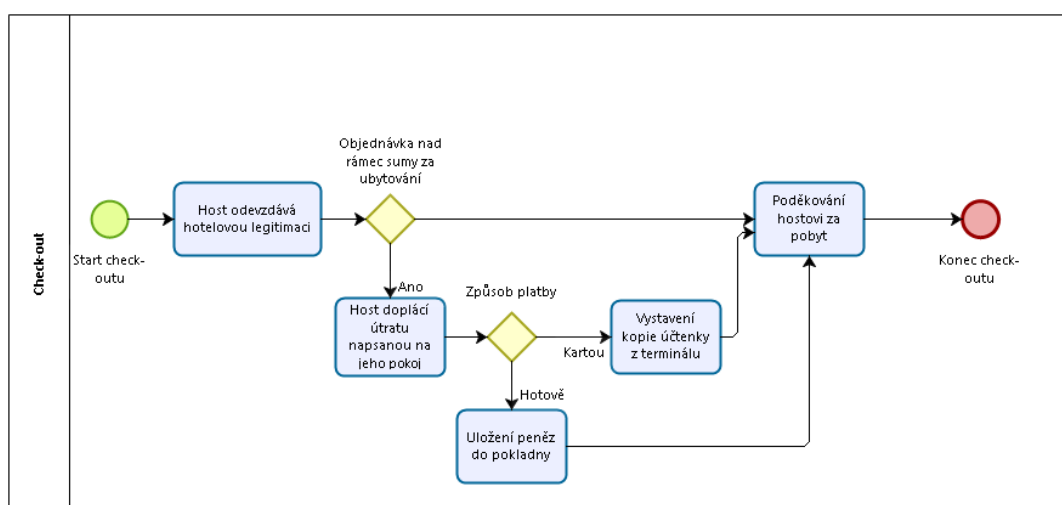 Check-out
Start check-
outu
Host odevzdává
hotelovou legitimaci
Objednávka nad
rámec sumy za
ubytování
Ano
Host doplácí
útratu
napsanou na
jeho pokoj
Způsob platby
Kartou
Hotově
Vystavení
kopie účtenky
z terminálu
Uložení peněz
do pokladny
Poděkování
hostovi za
pobyt
Konec check-
outu